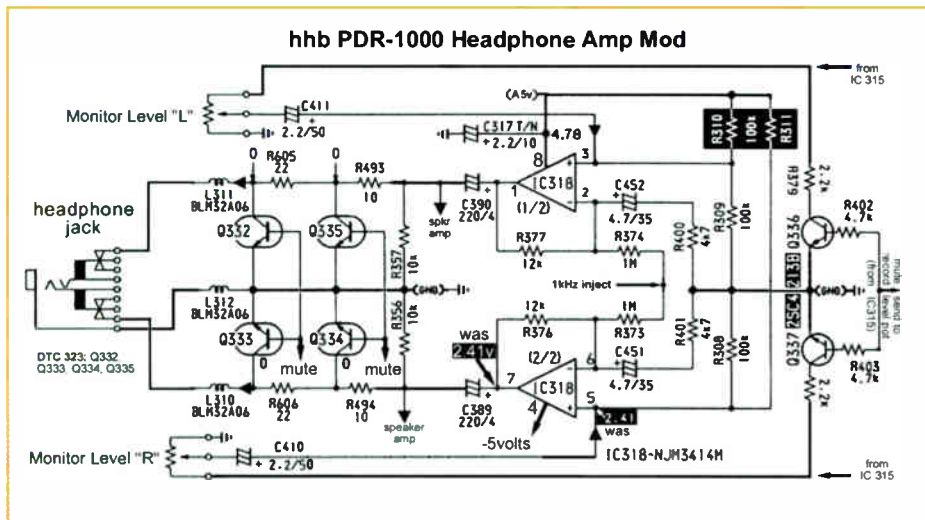 hhb PDR-1000 Headphone Amp Mod
from
IC 315
Monitor Level "L"
C411
+ 2.2/50
(A5v)
C317 T/N
+2.2/10
4.78
8
3
R310
100k
R311
R605
22
R493
10
0
0
L311
BLM32A06
1
IC318
(1/2)
2
C452
4.7/35
C390
220/4
spkr
amp
R379
2.2k
R402
4.7k
Q336
headphone
jack
Q332
Q335
R357
10k
R377
12k
R374
1M
R400
4k7
R309
100k
2SC4213B
mute send to
record level pot
(from IC315)
L312
BLM32A06
(GND)
1kHz inject
(GND)
R356
10k
12k
R376
1M
R373
R401
4k7
R308
100k
Q333
0
Q334
0
mute
mute
was
2.41v
(2/2)
6
C451
4.7/35
Q337
R403
4.7k
2.2k
DTC 323; Q332
Q333, Q334, Q335
L310
BLM32A06
R606
22
R494
10
C389
220/4
7
IC318
4
5
2.41
was
-5volts
speaker
amp
IC318-NJM3414M
Monitor Level "R"
C410
+ 2.2/50
from
IC 315